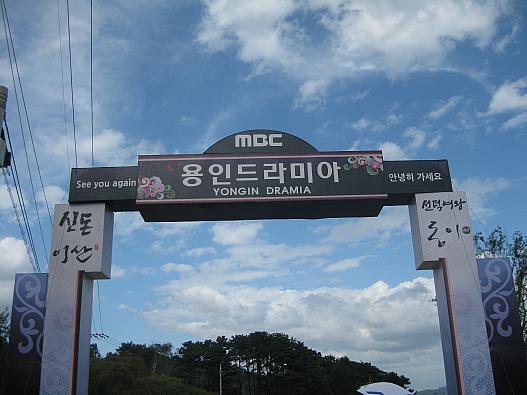 MBC
See you again
용인드라미아
YONGIN DRAMIA
안녕히 가세요
신돈
이산
선덕여왕
동이